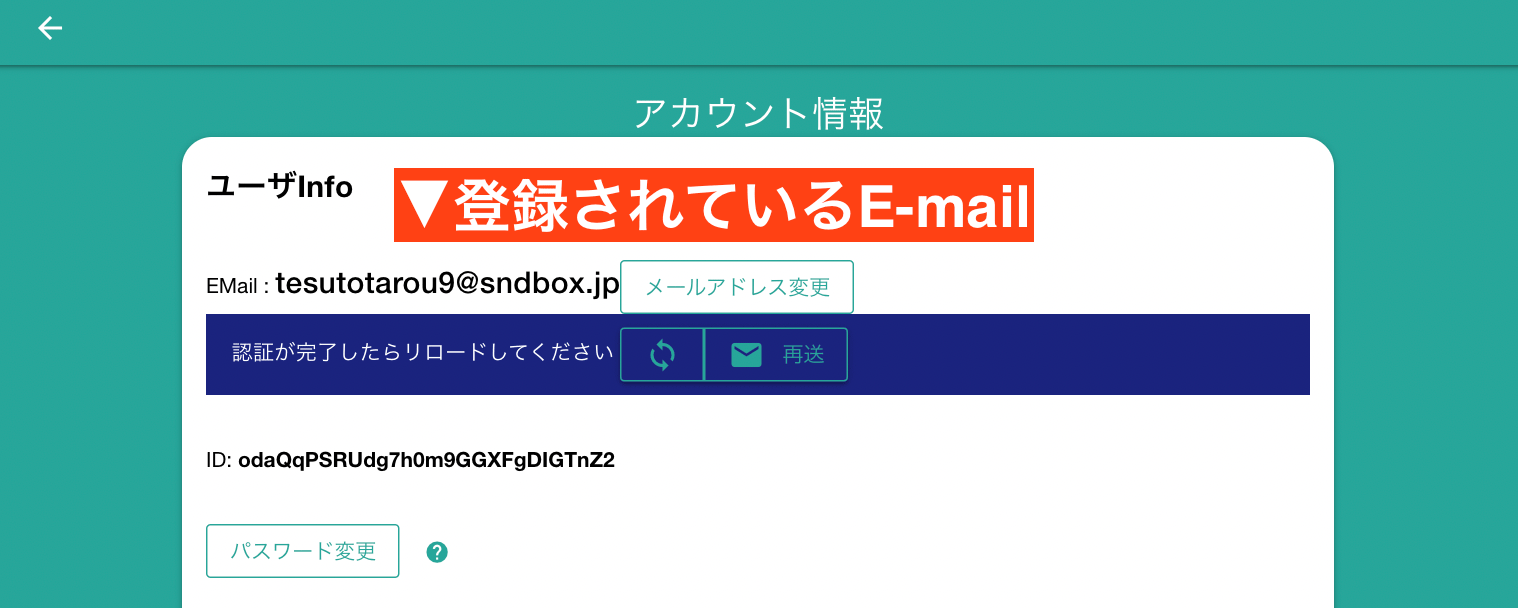 アカウント情報
ユーザInfo
▼登録されているE-mail
EMail : tesutotarou9@sndbox.jp メールアドレス変更
認証が完了したらリロードしてください 再送
ID: odaQqPSRUdg7h0m9GGXFgDIGTnZ2
パスワード変更